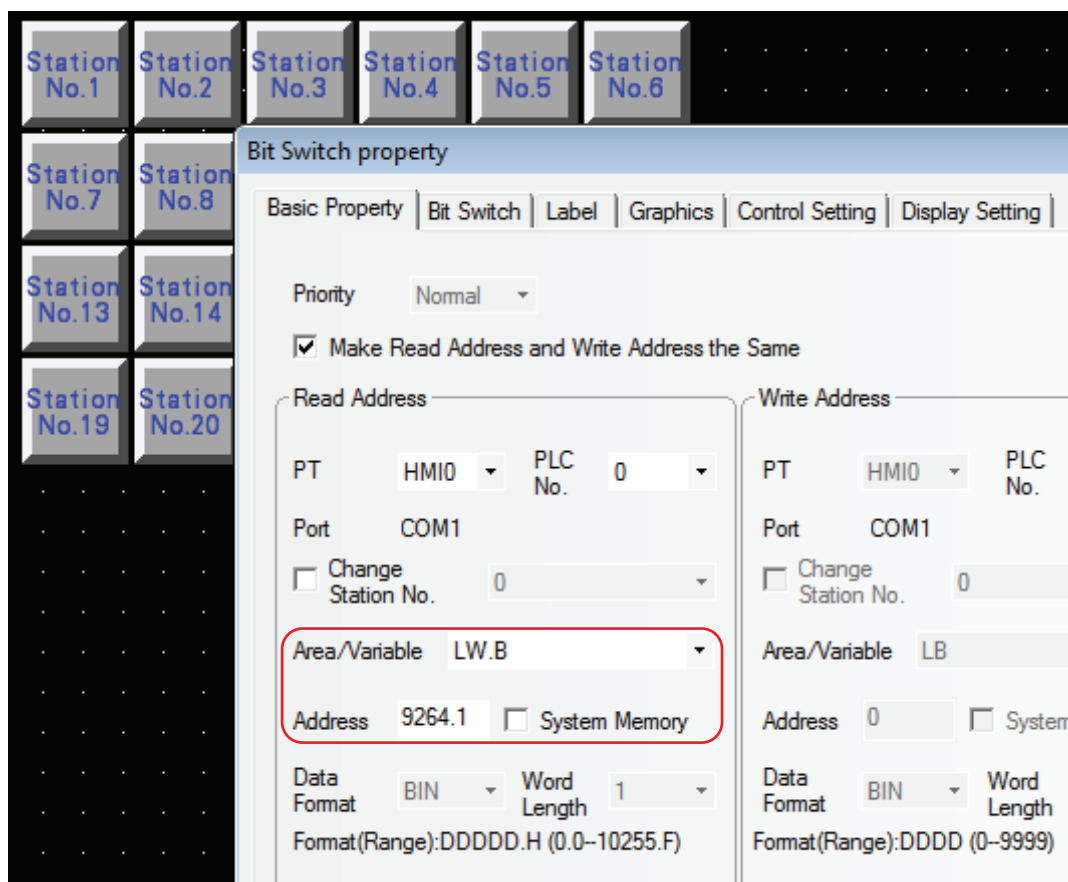 Station No.1
Station No.2
Station No.3
Station No.4
Station No.5
Station No.6
Station No.7
Station No.8
Station No.13
Station No.14
Station No.19
Station No.20
Bit Switch property
Basic Property Bit Switch Label Graphics Control Setting Display Setting
Priority Normal
Make Read Address and Write Address the Same
Read Address
PT HMI0 PLC No. 0
Port COM1
Change Station No. 0
Area/Variable LW.B
Address 9264.1 System Memory
Data Format BIN Word Length 1
Format(Range):DDDDD.H (0.0--10255.F)
Write Address
PT HMI0 PLC No.
Port COM1
Change Station No. 0
Area/Variable LB
Address 0 System
Data Format BIN Word Length
Format(Range):DDDD (0--9999)